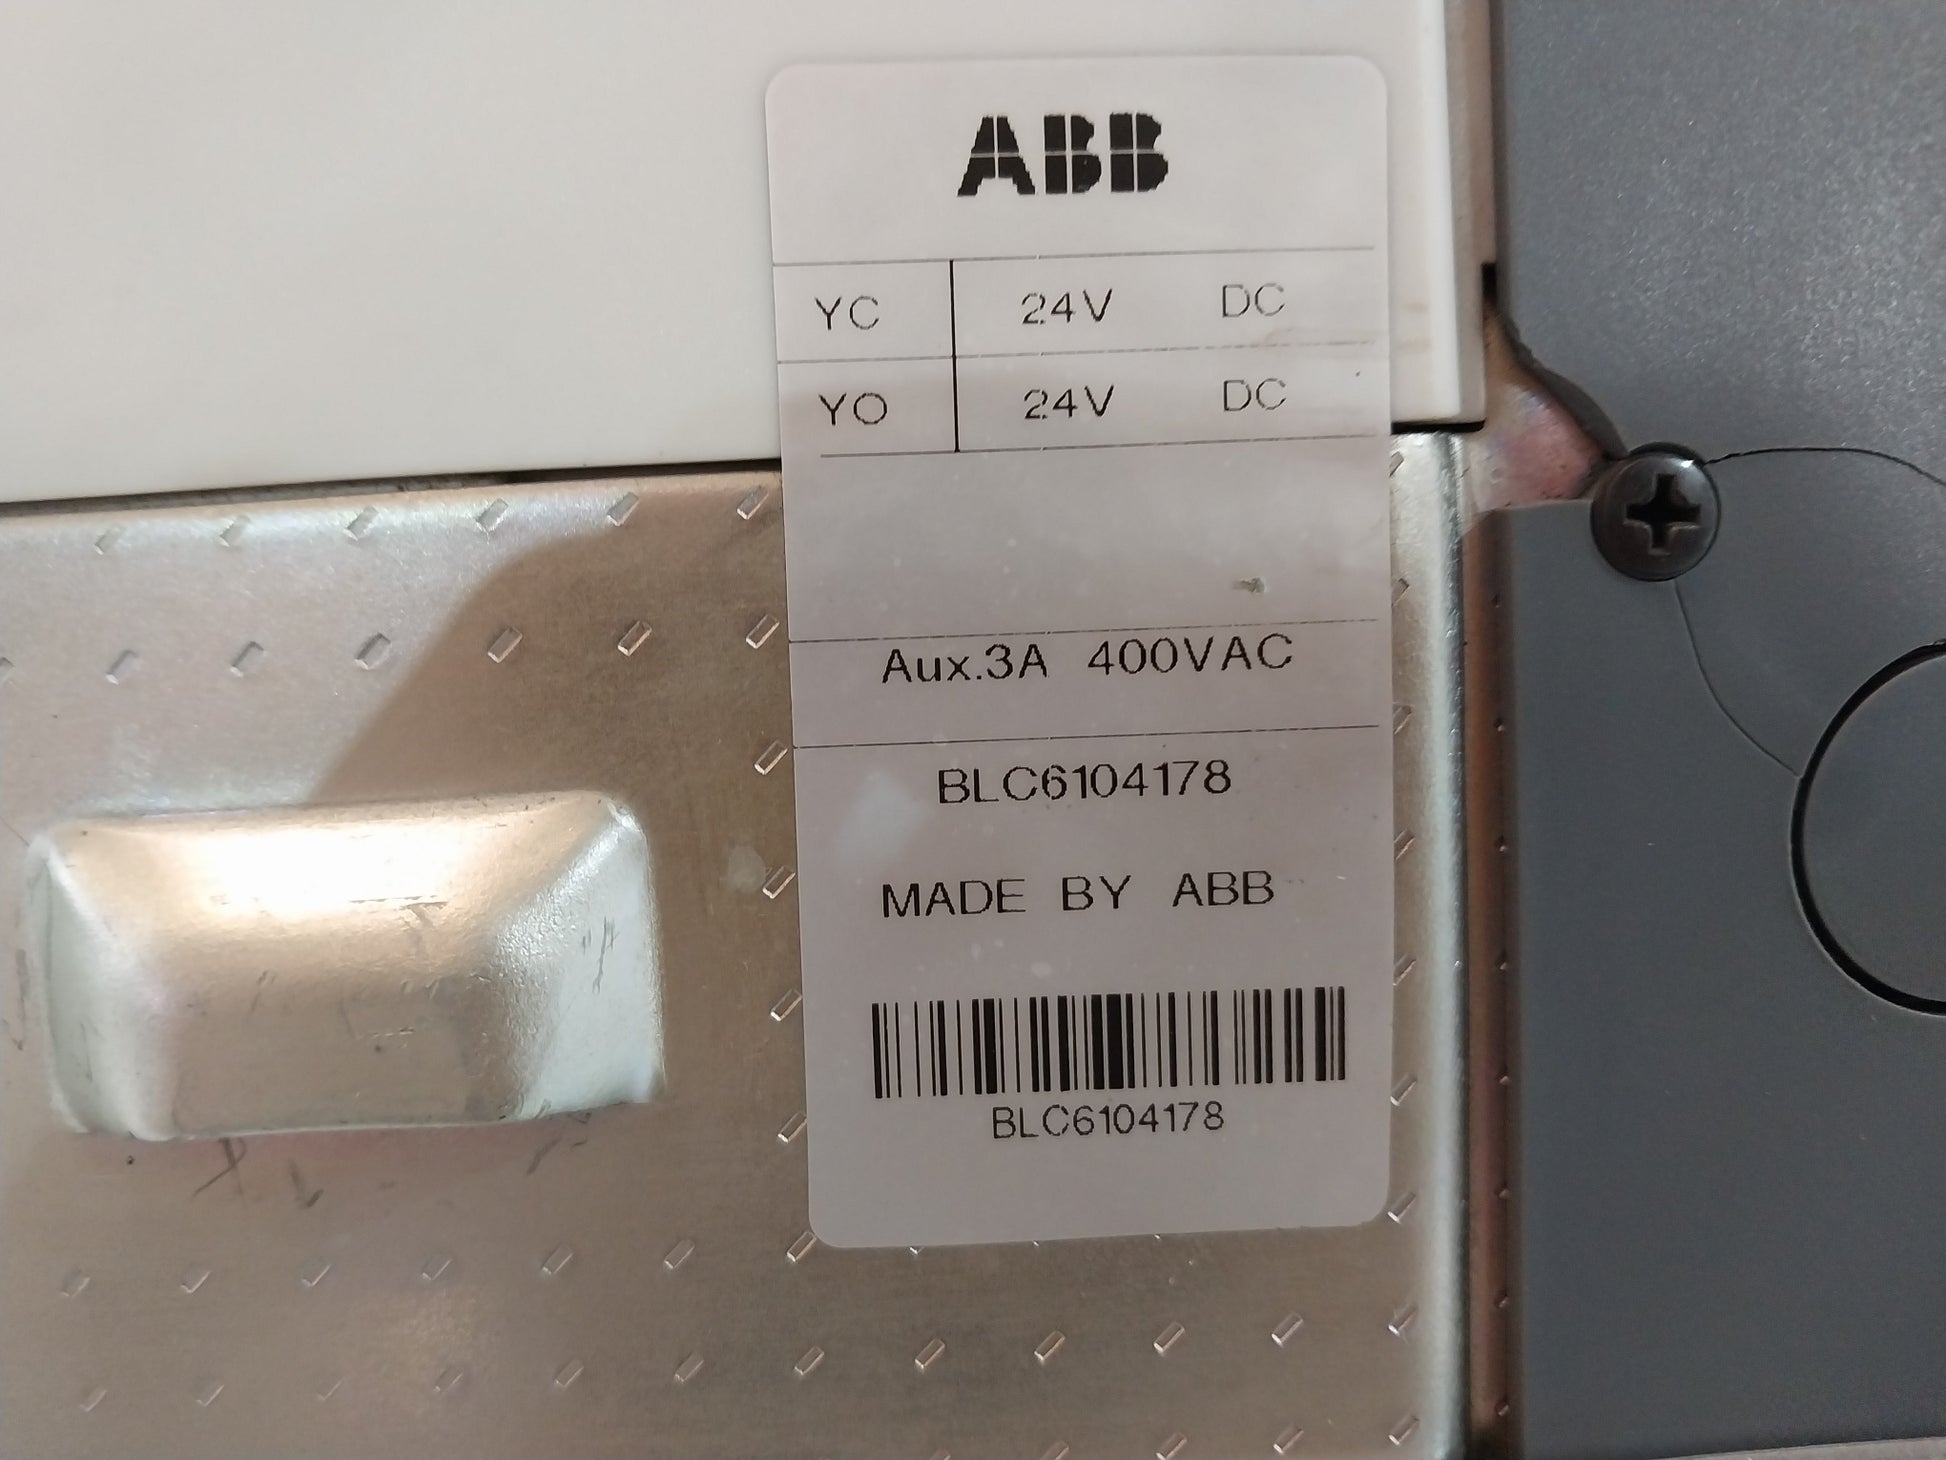 ABB
YC 24V DC
YO 24V DC
Aux.3A 400VAC
BLC6104178
MADE BY ABB
BLC6104178